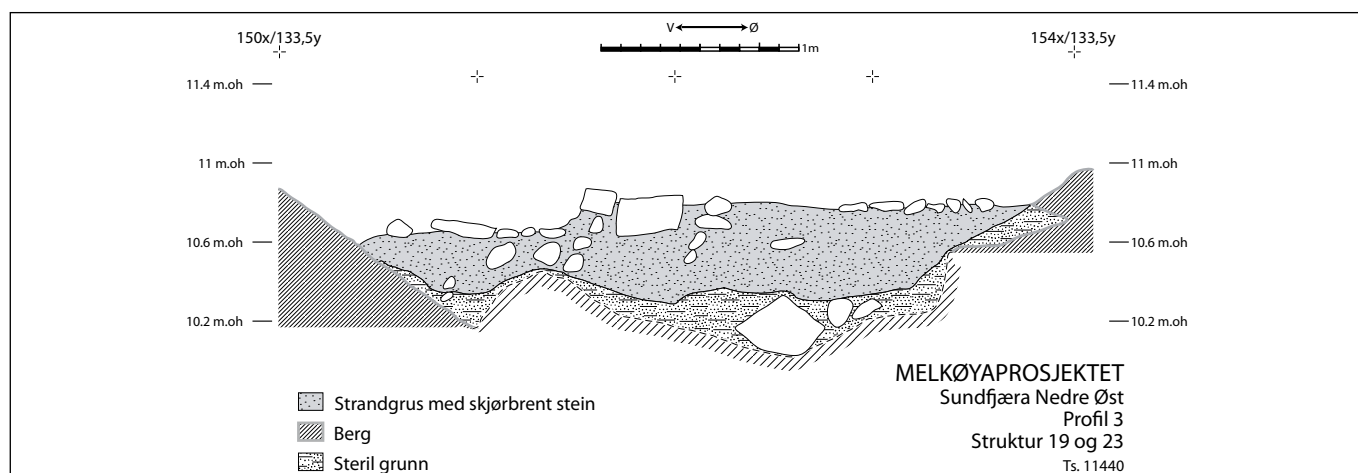 V Ø
150x/133,5y
154x/133,5y
1m
11.4 m.oh
11.4 m.oh
11 m.oh
11 m.oh
10.6 m.oh
10.6 m.oh
10.2 m.oh
10.2 m.oh
Strandgrus med skjørbrent stein
Berg
Steril grunn
MELKØYAPROSJEKTET
Sundfjæra Nedre Øst
Profil 3
Struktur 19 og 23
Ts. 11440